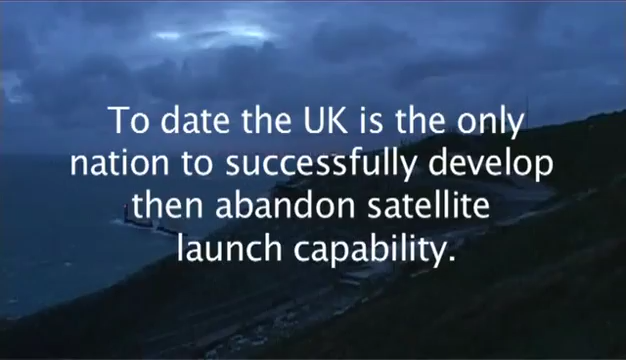 To date the UK is the only
nation to successfully develop
then abandon satellite
launch capability.